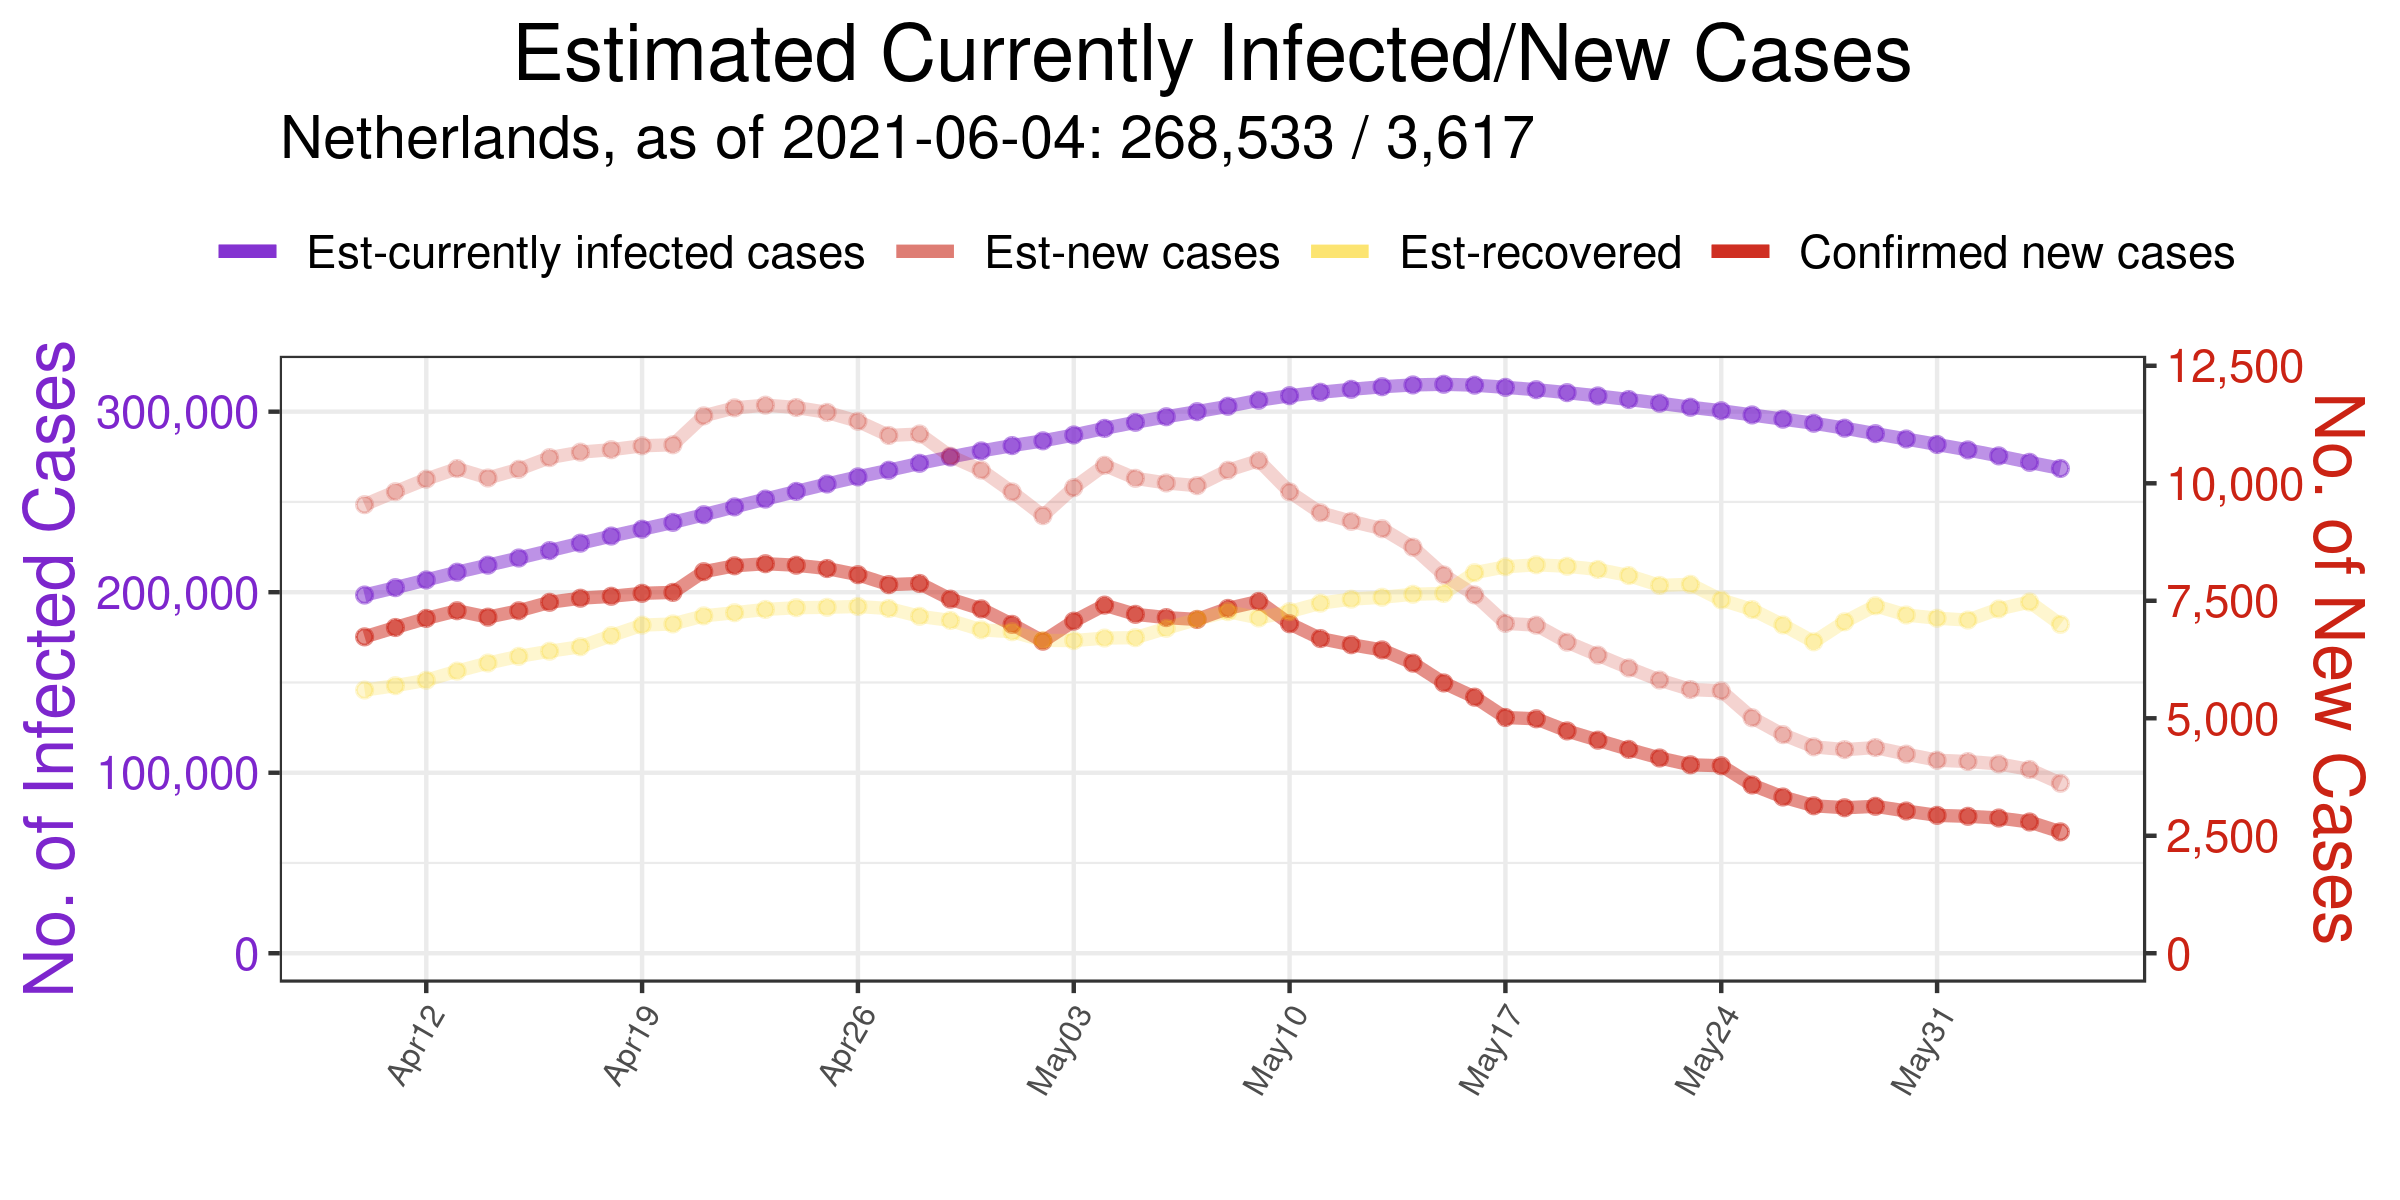 Estimated Currently Infected/New Cases
Netherlands, as of 2021-06-04: 268,533 / 3,617
Est-currently infected cases Est-new cases Est-recovered Confirmed new cases
No. of Infected Cases
300,000
200,000
100,000
0
12,500
10,000
7,500
5,000
2,500
0
No. of New Cases
Apr12 Apr19 Apr26 May03 May10 May17 May24 May31